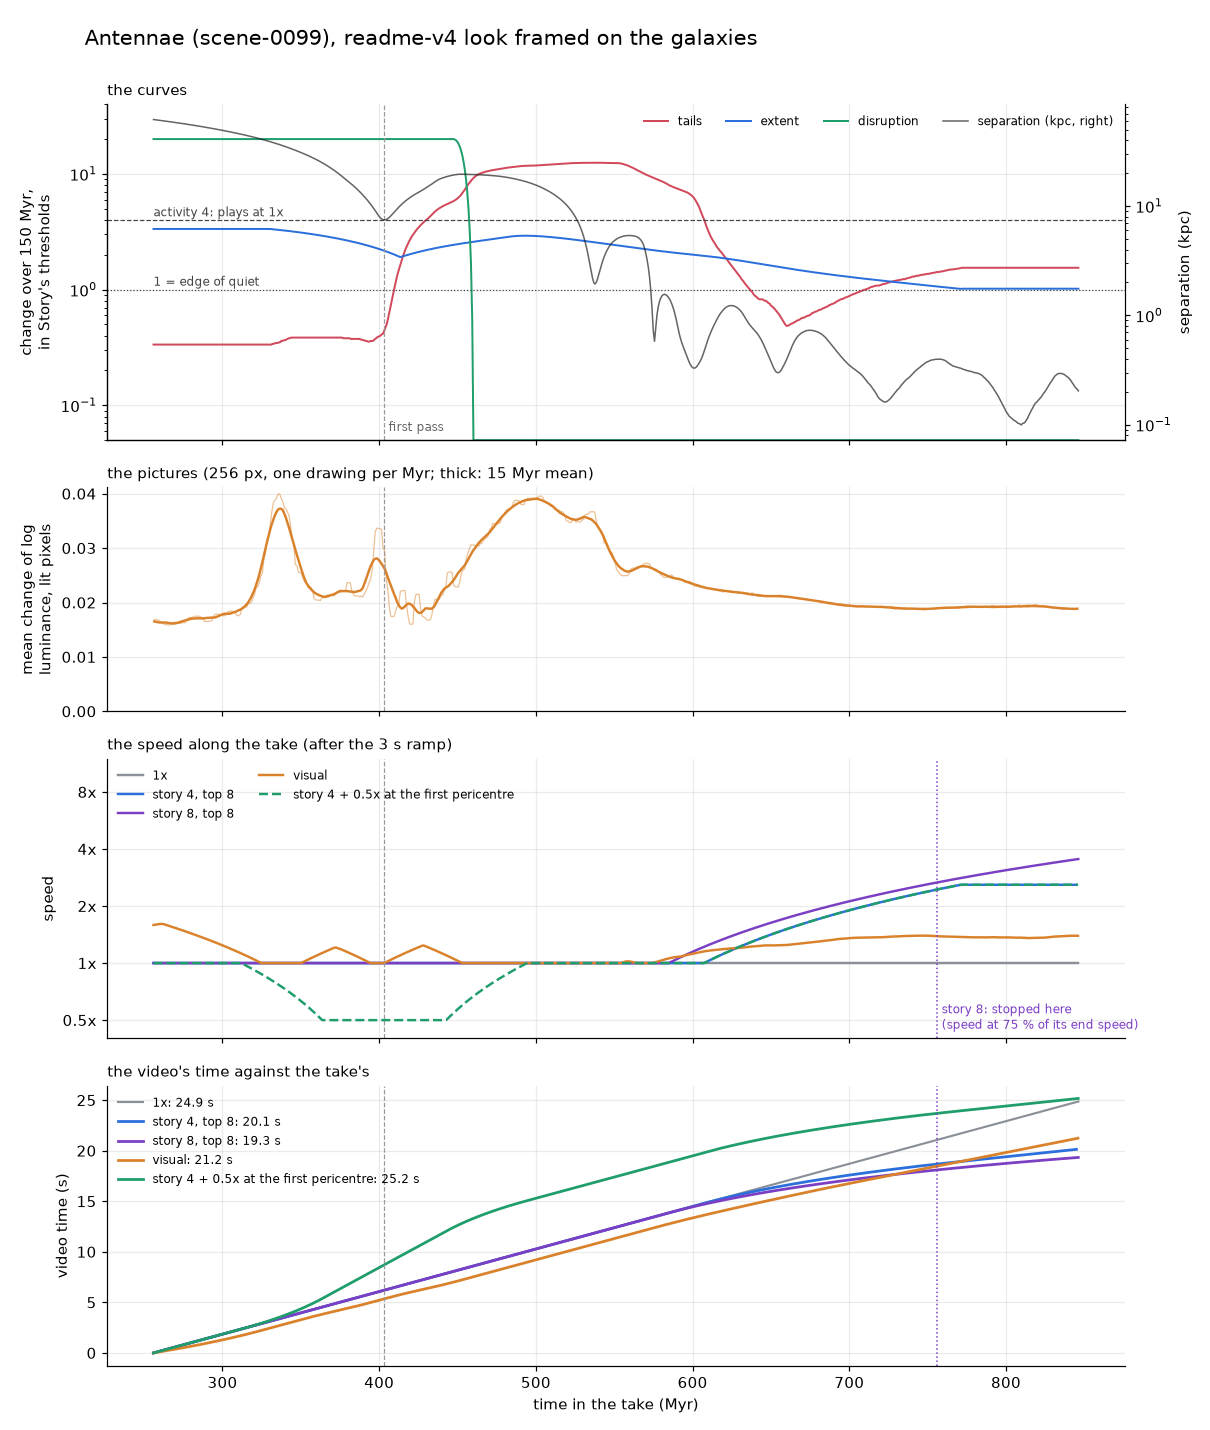 Antennae (scene-0099), readme-v4 look framed on the galaxies
the curves
tails
extent
disruption
separation (kpc, right)
change over 150 Myr,
in Story's thresholds
10¹
10⁰
10⁻¹
activity 4: plays at 1x
1 = edge of quiet
first pass
10¹
10⁰
10⁻¹
separation (kpc)
the pictures (256 px, one drawing per Myr; thick: 15 Myr mean)
mean change of log
luminance, lit pixels
0.04
0.03
0.02
0.01
0.00
the speed along the take (after the 3 s ramp)
1x
story 4, top 8
story 8, top 8
visual
story 4 + 0.5x at the first pericentre
speed
8x
4x
2x
1x
0.5x
story 8: stopped here
(speed at 75 % of its end speed)
the video's time against the take's
1x: 24.9 s
story 4, top 8: 20.1 s
story 8, top 8: 19.3 s
visual: 21.2 s
story 4 + 0.5x at the first pericentre: 25.2 s
video time (s)
25
20
15
10
5
0
300
400
500
600
700
800
time in the take (Myr)